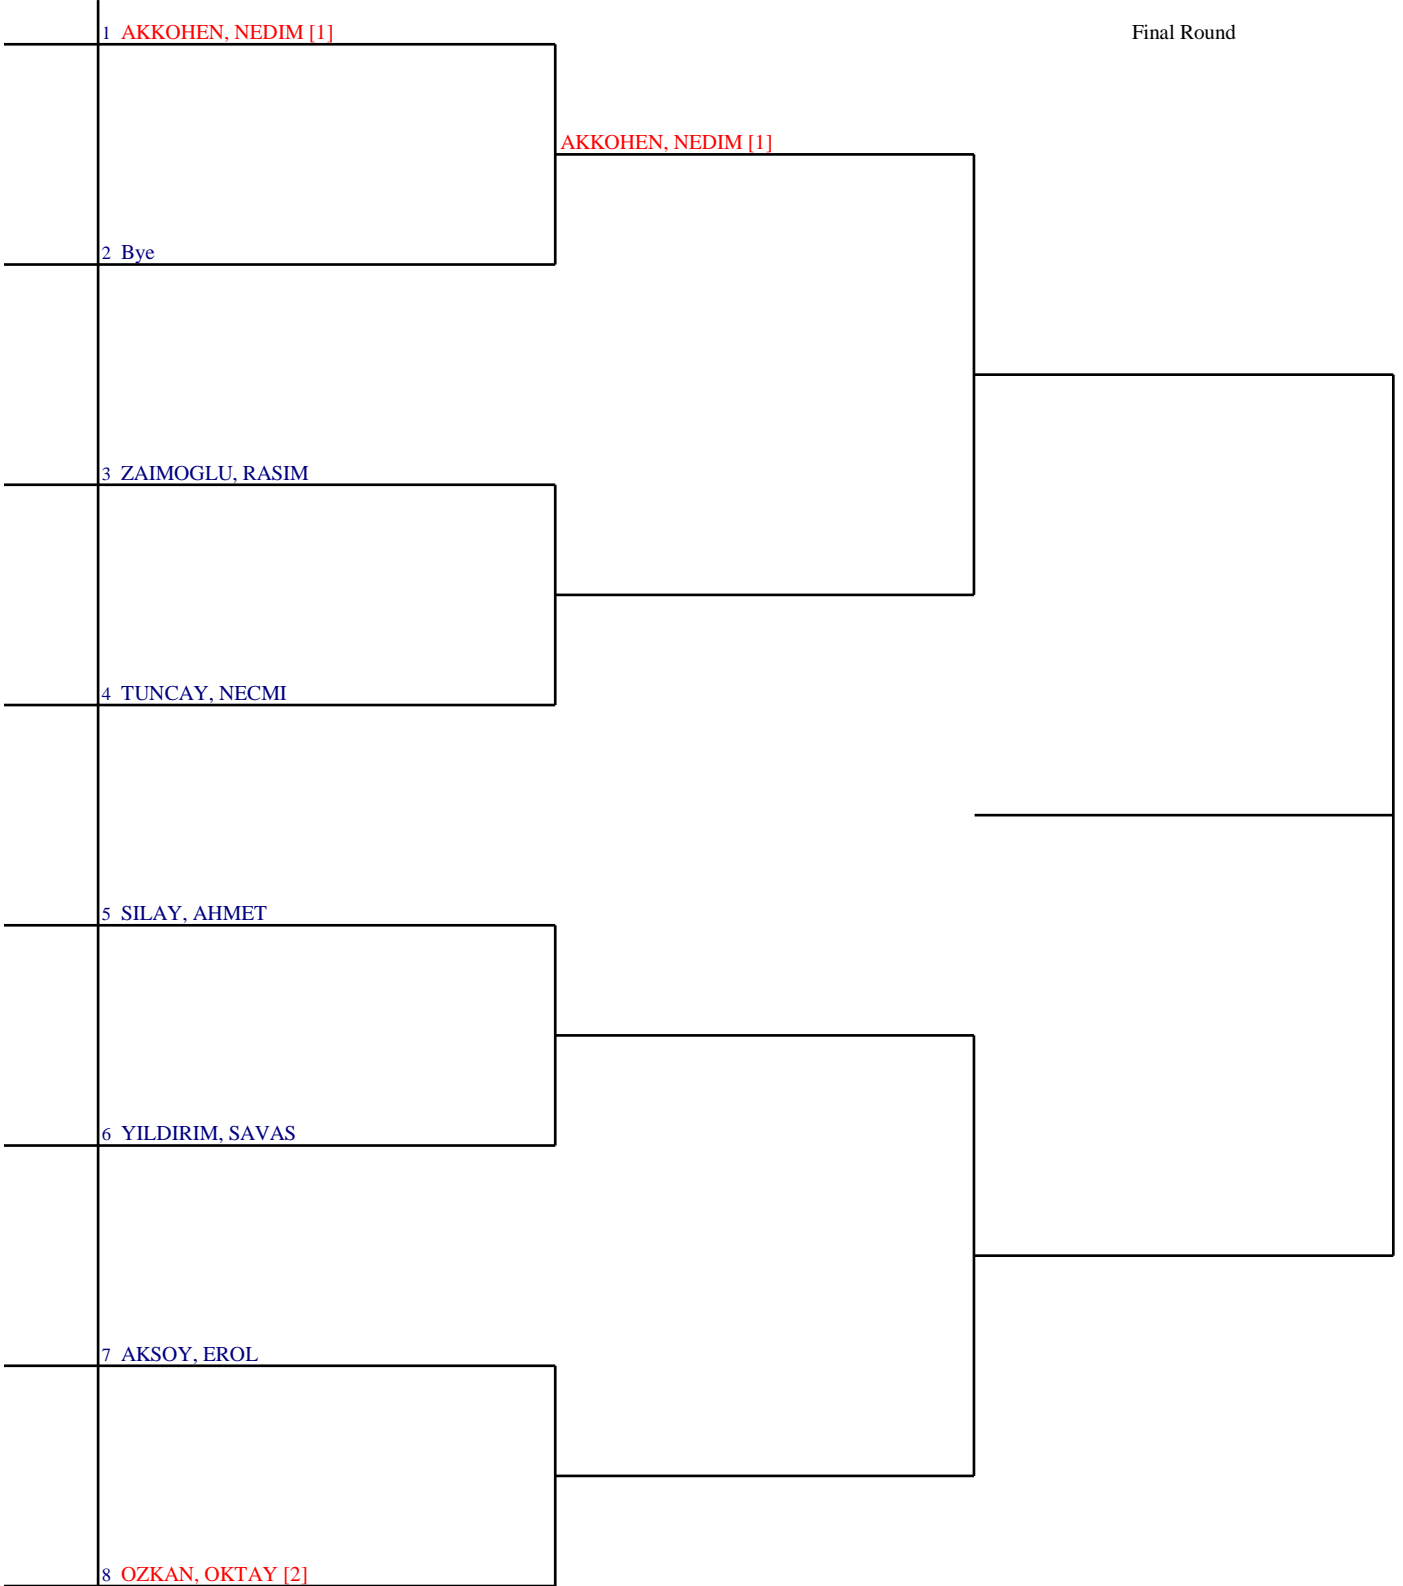 1 AKKOHEN, NEDIM [1]
Final Round
AKKOHEN, NEDIM [1]
2 Bye
3 ZAIMOGLU, RASIM
4 TUNCAY, NECMI
5 SILAY, AHMET
6 YILDIRIM, SAVAS
7 AKSOY, EROL
8 OZKAN, OKTAY [2]